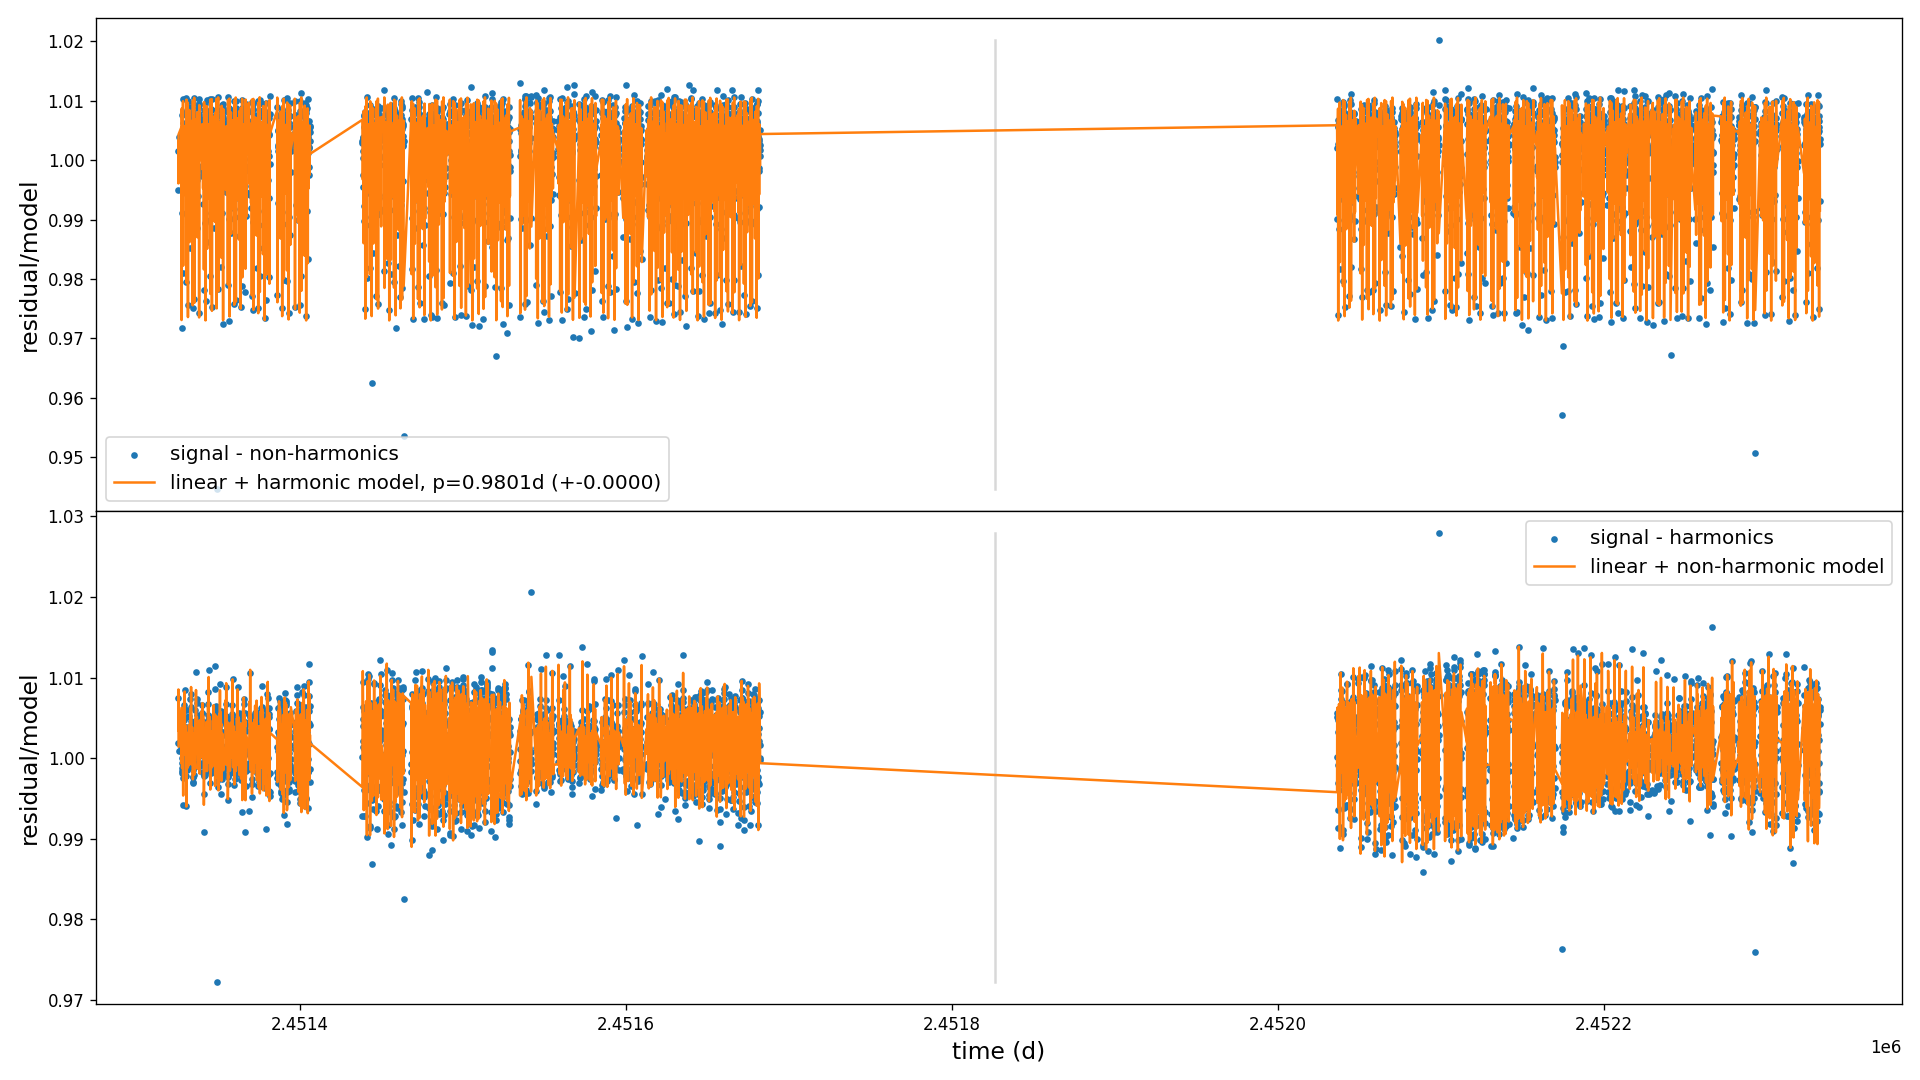 1.02
1.01
1.00
0.99
0.98
0.97
0.96
0.95
residual/model
signal - non-harmonics
linear + harmonic model, p=0.9801d (+-0.0000)
1.03
1.02
1.01
1.00
0.99
0.98
0.97
residual/model
signal - harmonics
linear + non-harmonic model
2.4514
2.4516
2.4518
2.4520
2.4522
1e6
time (d)